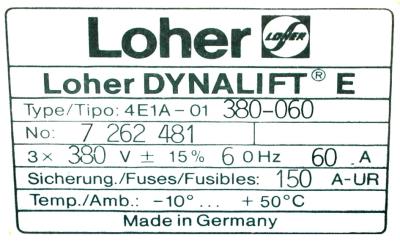 Loher LOHER
Loher DYNALIFT® E
Type/Tipo: 4E1A-01 380-060
No: 7 262 481
3 × 380 V ± 15% 60Hz 60 A
Sicherung./Fuses/Fusibles: 150 A-UR
Temp./Amb.: -10°... +50°C
Made in Germany